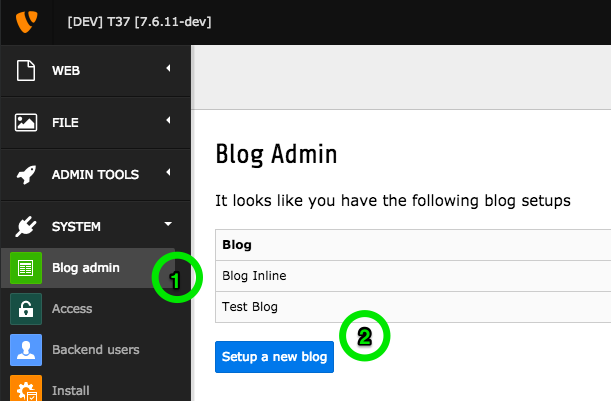 [DEV] T37 [7.6.11-dev]
WEB
FILE
ADMIN TOOLS
SYSTEM
Blog admin
1
Access
Backend users
Install
Blog Admin
It looks like you have the following blog setups
Blog
Blog Inline
Test Blog
2
Setup a new blog